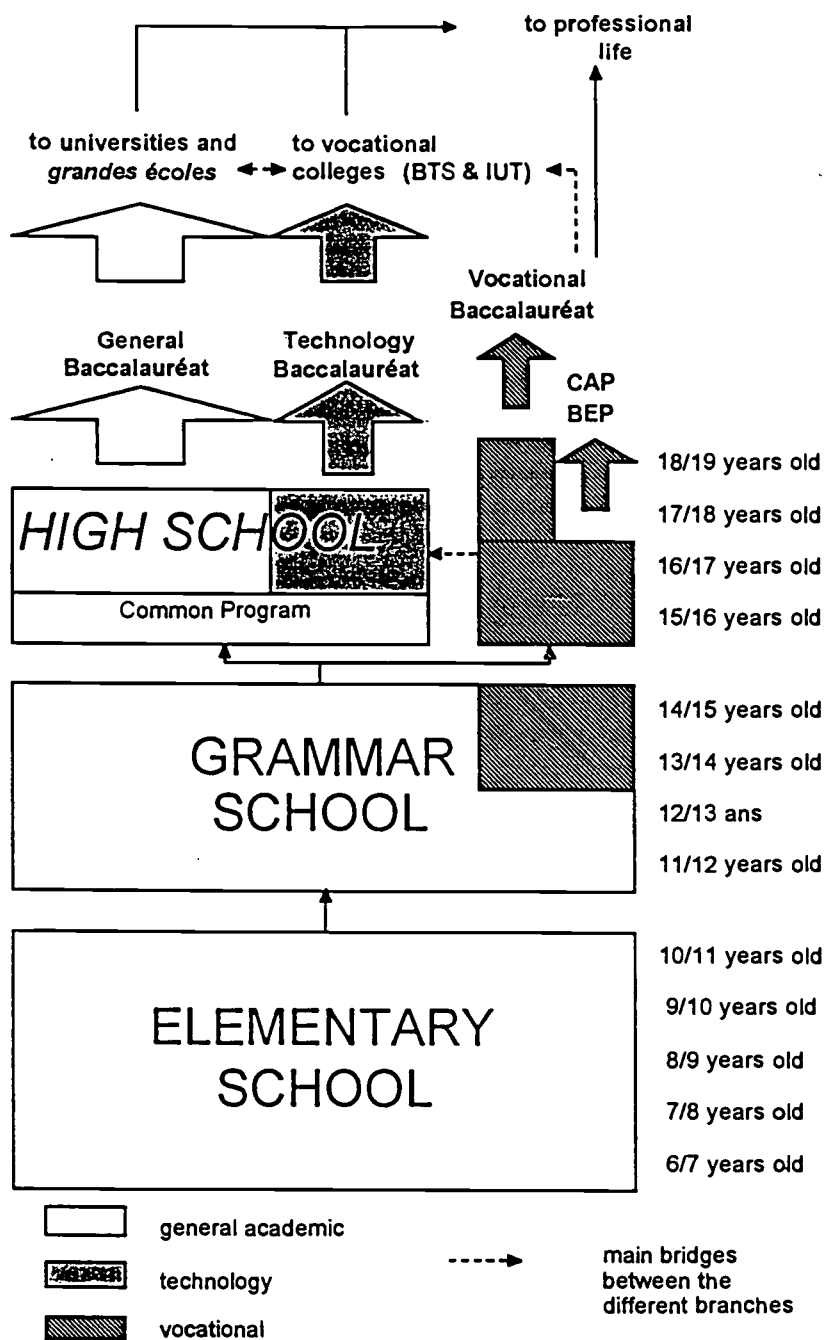 to professional
life
to universities and
grandes écoles
to vocational
colleges (BTS & IUT)
Vocational
Baccalauréat
General
Baccalauréat
Technology
Baccalauréat
CAP
BEP
18/19 years old
17/18 years old
16/17 years old
15/16 years old
HIGH SCHOOL
Common Program
14/15 years old
13/14 years old
12/13 ans
11/12 years old
GRAMMAR
SCHOOL
10/11 years old
9/10 years old
8/9 years old
7/8 years old
6/7 years old
ELEMENTARY
SCHOOL
general academic
technology
vocational
main bridges
between the
different branches